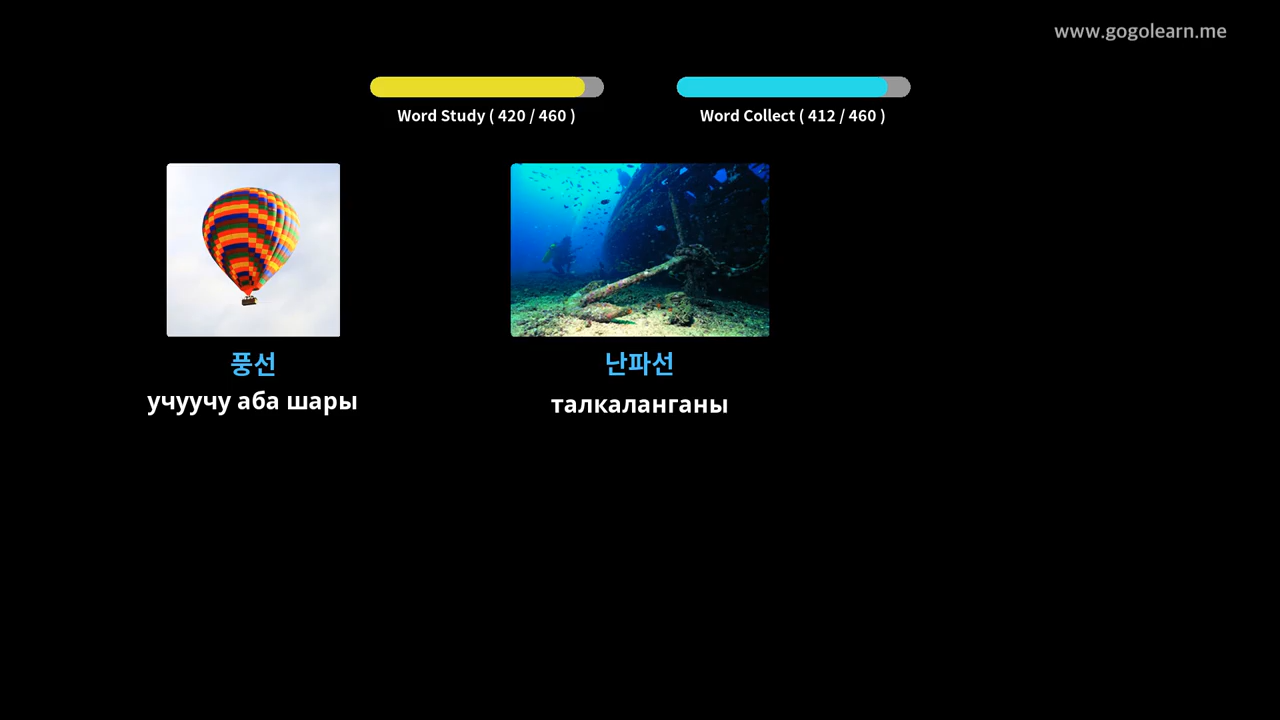 www.gogolearn.me
Word Study ( 420 / 460 )
Word Collect ( 412 / 460 )
풍선
учуучу аба шары
난파선
талкаланганы